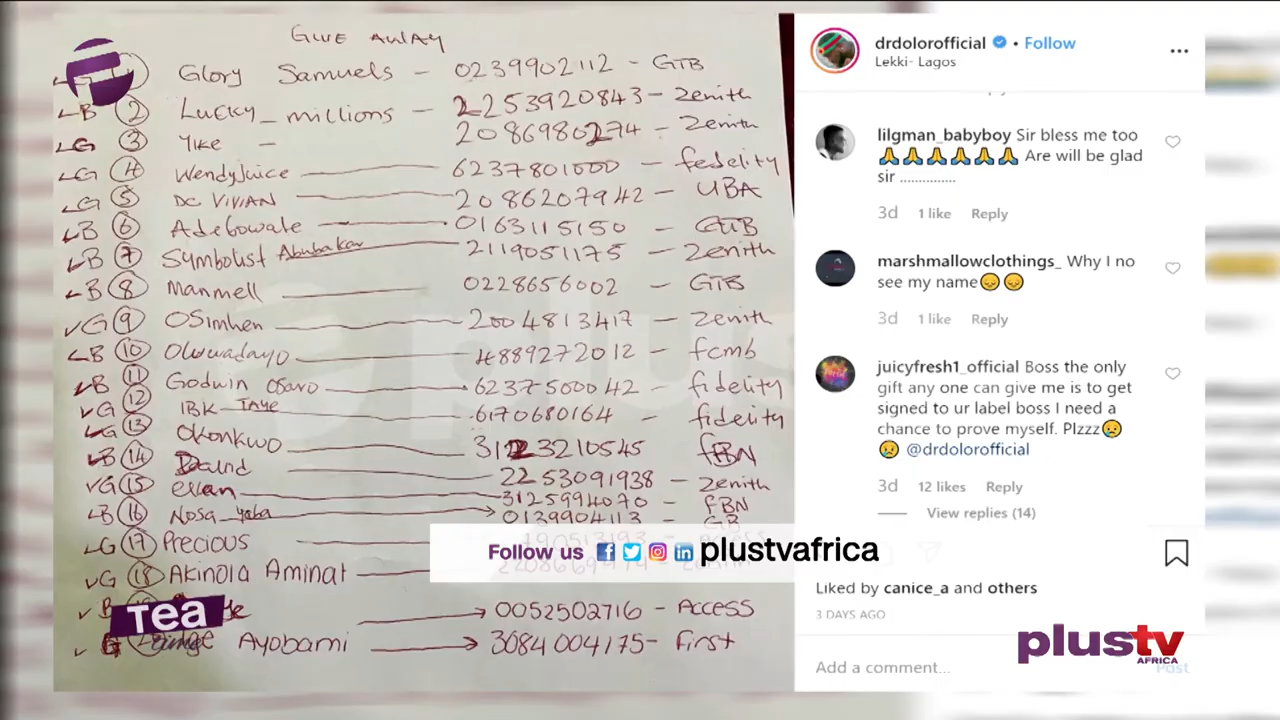 GIVE AWAY
Glory Samuels - 0239902112 - GTB
LB ② Lucky_millions - 2253920843 - Zenith
LG ③ Yike - 2086980274 - Zenith
LG ④ Wendyjuice 6237801000 - fedelity
LG ⑤ DC VIVIAN 2086207942 - UBA
LB ⑥ Adebowale 0163115150 - GTB
LB ⑦ Symbolist Abubakar 2119051175 - Zenith
LB ⑧ Manmell 0228656002 - GTB
VG ⑨ OSimhen 2004813417 - Zenith
LB ⑩ Oluwadayo 4889272012 - fcmb
LB ⑪ Godwin Osaro 6237500042 - fidelity
VG ⑫ IBK Taye 6170680164 - fidelity
LG ⑬ Okonkwo 3123210545 - FBN
LB ⑭ David 2253091938 - Zenith
VG ⑮ evan 3125994070 - FBN
LB ⑯ Nosa_yaba 0139904113 - GB
LG ⑰ Precious
VG ⑱ Akinola Aminat
0052502716 - ACCESS
Ayobami 3084004175 - First
Tea
Follow us plustvafrica
drdolorofficial • Follow
Lekki- Lagos
lilgman_babyboy Sir bless me too
🙏🙏🙏🙏🙏🙏 Are will be glad
sir ...............
3d 1 like Reply
marshmallowclothings_ Why I no
see my name😞😞
3d 1 like Reply
juicyfresh1_official Boss the only
gift any one can give me is to get
signed to ur label boss I need a
chance to prove myself. Plzzz😢
😢 @drdolorofficial
3d 12 likes Reply
View replies (14)
Liked by canice_a and others
3 DAYS AGO
Add a comment...
Post
plustv
AFRICA